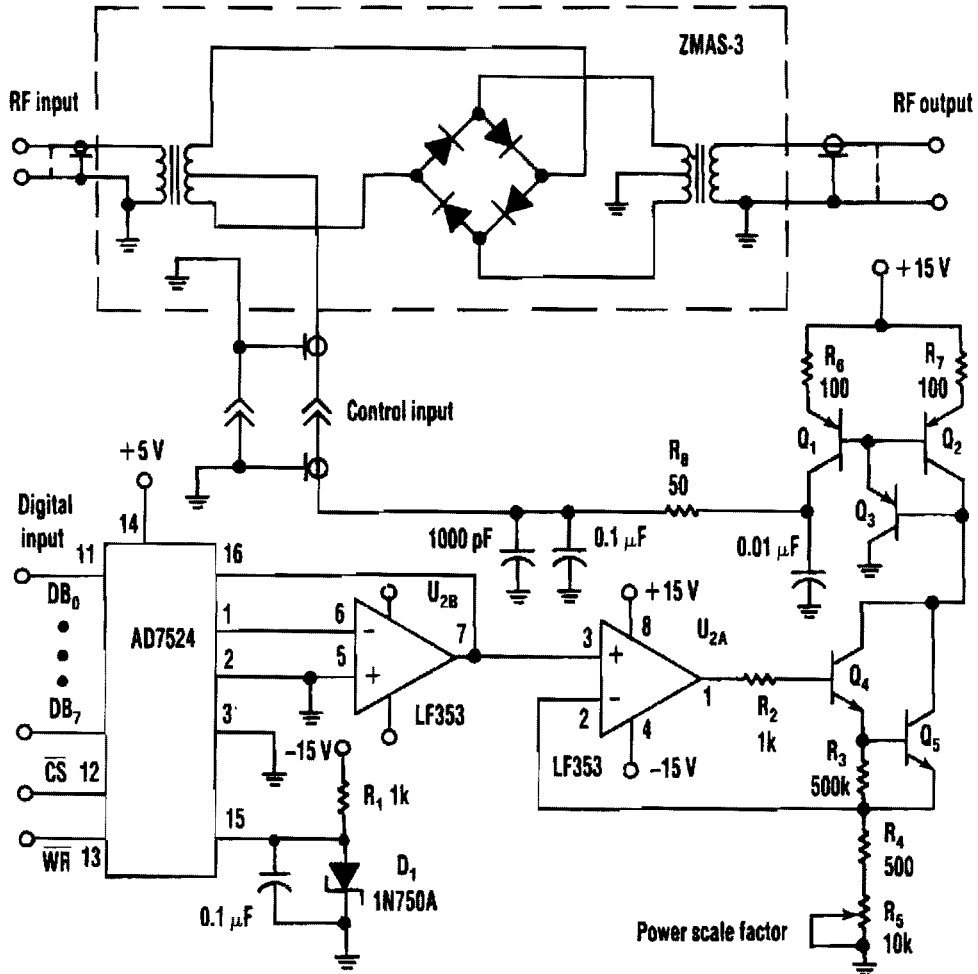 ZMAS-3
RF input
RF output
+15 V
R6
100
R7
100
Control input
Q1
Q2
+5 V
R8
50
Q3
Digital
input
14
1000 pF
0.1 µF
0.01 µF
11
16
DB0
U2B
+15 V
AD7524
1
6
−
7
8
U2A
2
5
+
3
+
Q4
DB7
3
LF353
−
1
R2
1k
2
4
Q5
−15 V
LF353
−15 V
R3
500k
CS 12
R1 1k
15
R4
500
WR 13
D1
1N750A
0.1 µF
Power scale factor
R5
10k